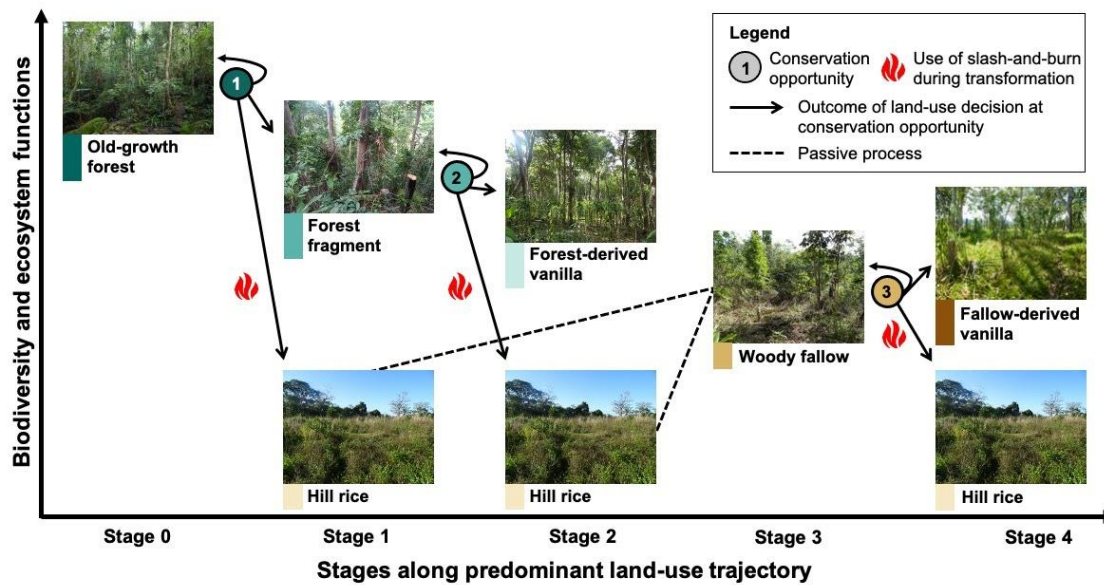 Biodiversity and ecosystem functions
Old-growth
forest
1
Forest
fragment
2
Forest-derived
vanilla
Legend
1
Conservation
opportunity
Use of slash-and-burn
during transformation
Outcome of land-use decision at
conservation opportunity
Passive process
Woody fallow
3
Fallow-derived
vanilla
Hill rice
Hill rice
Hill rice
Stage 0
Stage 1
Stage 2
Stage 3
Stage 4
Stages along predominant land-use trajectory